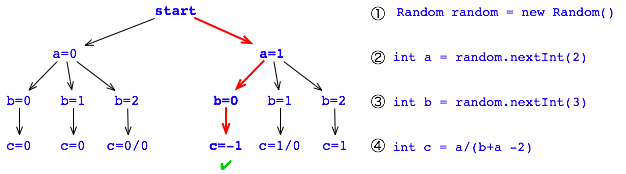 start ① Random random = new Random()
a=0 a=1 ② int a = random.nextInt(2)
b=0 b=1 b=2 b=0 b=1 b=2 ③ int b = random.nextInt(3)
c=0 c=0 c=0/0 c=-1 c=1/0 c=1 ④ int c = a/(b+a -2)
✔